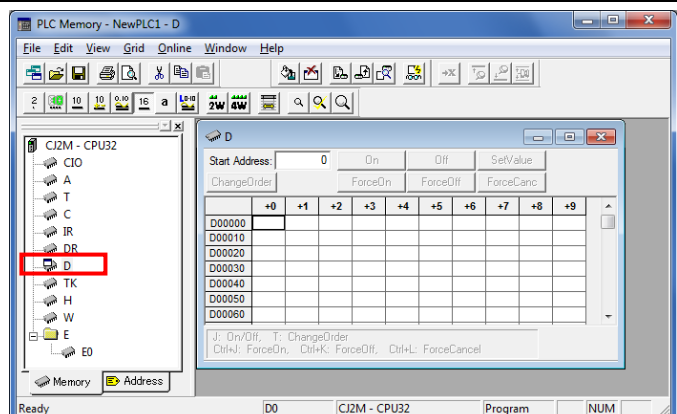 PLC Memory - NewPLC1 - D
File Edit View Grid Online Window Help
2 10 10 0.10 16 a 2W 4W
CJ2M - CPU32
CIO
A
T
C
IR
DR
D
TK
H
W
E
E0
Memory Address
D
Start Address: 0 On Off SetValue
ChangeOrder ForceOn ForceOff ForceCanc
+0 +1 +2 +3 +4 +5 +6 +7 +8 +9
D00000
D00010
D00020
D00030
D00040
D00050
D00060
J: On/Off, T: ChangeOrder
Ctrl+J: ForceOn, Ctrl+K: ForceOff, Ctrl+L: ForceCancel
Ready D0 CJ2M - CPU32 Program NUM